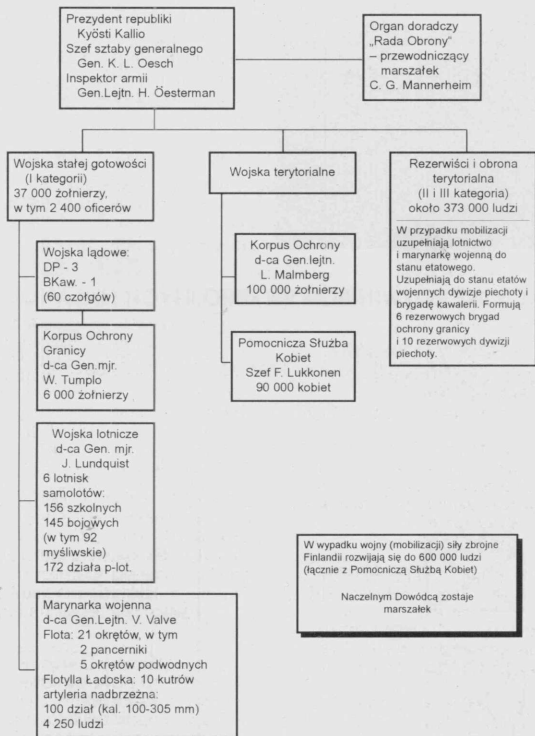 Prezydent republiki
Kyösti Kallio
Szef sztaby generalnego
Gen. K. L. Oesch
Inspektor armii
Gen.Lejtn. H. Öesterman
Organ doradczy
„Rada Obrony”
– przewodniczący
marszałek
C. G. Mannerheim
Wojska stałej gotowości
(I kategorii)
37 000 żołnierzy,
w tym 2 400 oficerów
Wojska terytorialne
Rezerwiści i obrona
terytorialna
(II i III kategoria)
około 373 000 ludzi
W przypadku mobilizacji
uzupełniają lotnictwo
i marynarkę wojenną do
stanu etatowego.
Uzupełniają do stanu etatów
wojennych dywizje piechoty i
brygadę kawalerii. Formują
6 rezerwowych brygad
ochrony granicy
i 10 rezerwowych dywizji
piechoty.
Wojska lądowe:
DP - 3
BKaw. - 1
(60 czołgów)
Korpus Ochrony
Granicy
d-ca Gen.mjr.
W. Tumplo
6 000 żołnierzy
Wojska lotnicze
d-ca Gen. mjr.
J. Lundquist
6 lotnisk
samolotów:
156 szkolnych
145 bojowych
(w tym 92
myśliwskie)
172 działa p-lot.
Marynarka wojenna
d-ca Gen.Lejtn. V. Valve
Flota: 21 okrętów, w tym
2 pancerniki
5 okrętów podwodnych
Flotylla Ładoska: 10 kutrów
artyleria nadbrzeżna:
100 dział (kal. 100-305 mm)
4 250 ludzi
Korpus Ochrony
d-ca Gen.lejtn.
L. Malmberg
100 000 żołnierzy
Pomocnicza Służba
Kobiet
Szef F. Lukkonen
90 000 kobiet
W wypadku wojny (mobilizacji) siły zbrojne
Finlandii rozwijają się do 600 000 ludzi
(łącznie z Pomocniczą Służbą Kobiet)
Naczelnym Dowódcą zostaje
marszałek